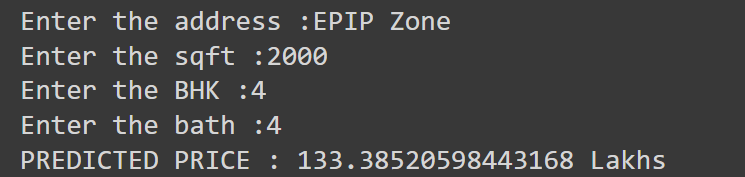 Enter the address :EPIP Zone
Enter the sqft :2000
Enter the BHK :4
Enter the bath :4
PREDICTED PRICE : 133.38520598443168 Lakhs